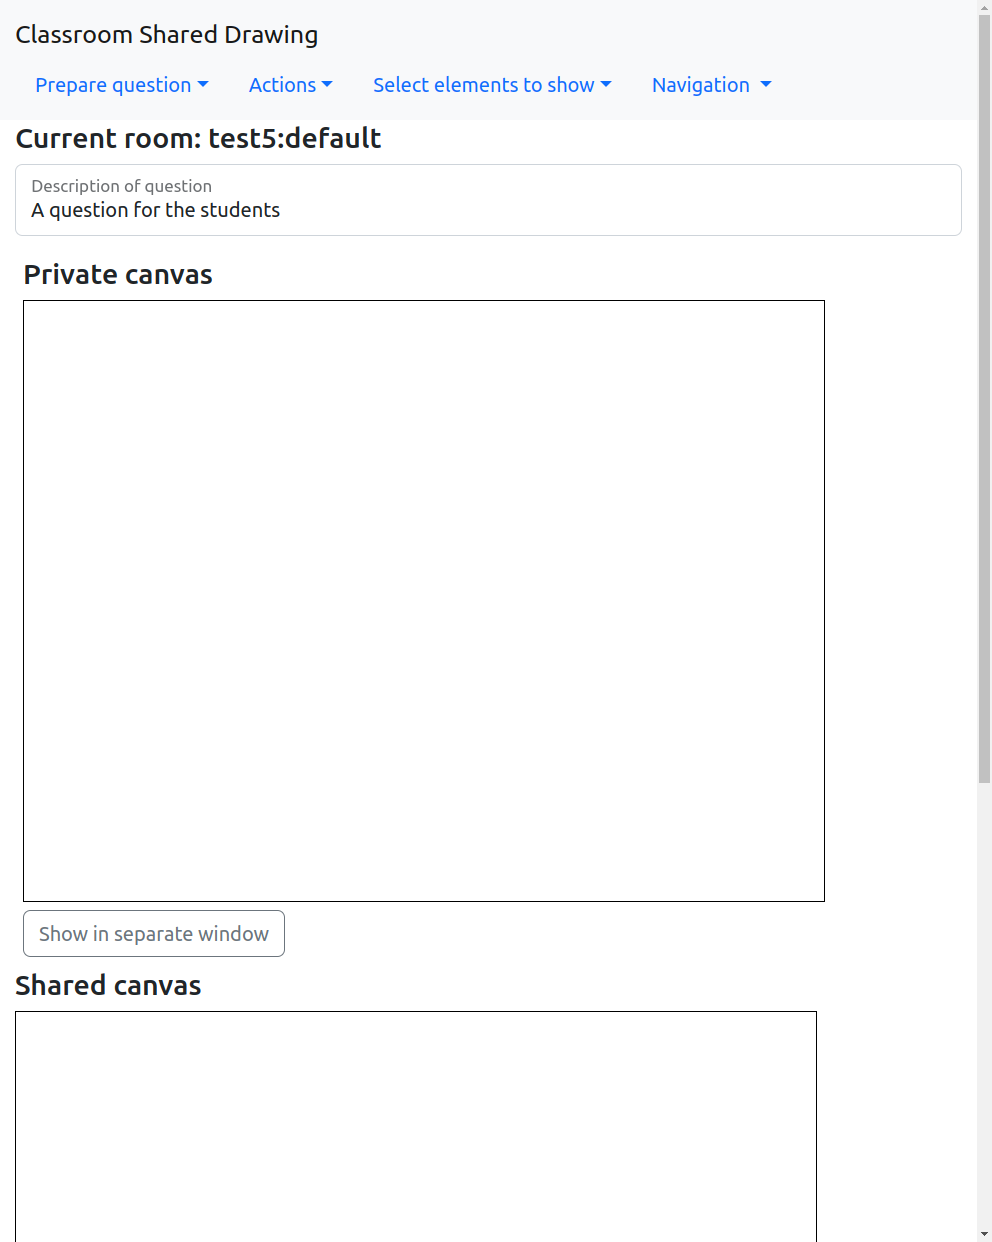 Classroom Shared Drawing
Prepare question Actions Select elements to show Navigation
Current room: test5:default
Description of question
A question for the students
Private canvas
Show in separate window
Shared canvas